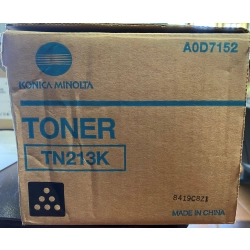 A0D7152
KONICA MINOLTA
TONER
TN213K
8419C8Z1
MADE IN CHINA